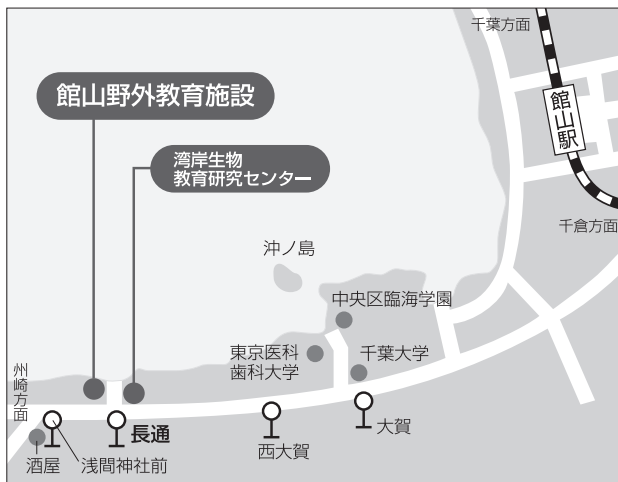 千葉方面
館山野外教育施設
館山駅
湾岸生物
教育研究センター
千倉方面
沖ノ島
中央区臨海学園
東京医科
歯科大学
千葉大学
州崎方面
大賀
長通
西大賀
酒屋
浅間神社前